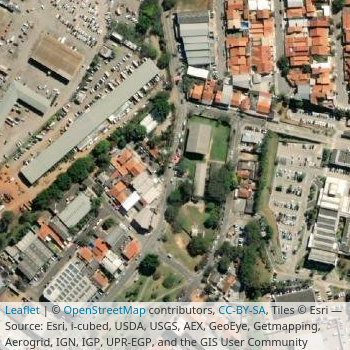 Leaflet | © OpenStreetMap contributors, CC-BY-SA, Tiles © Esri —
Source: Esri, i-cubed, USDA, USGS, AEX, GeoEye, Getmapping,
Aerogrid, IGN, IGP, UPR-EGP, and the GIS User Community